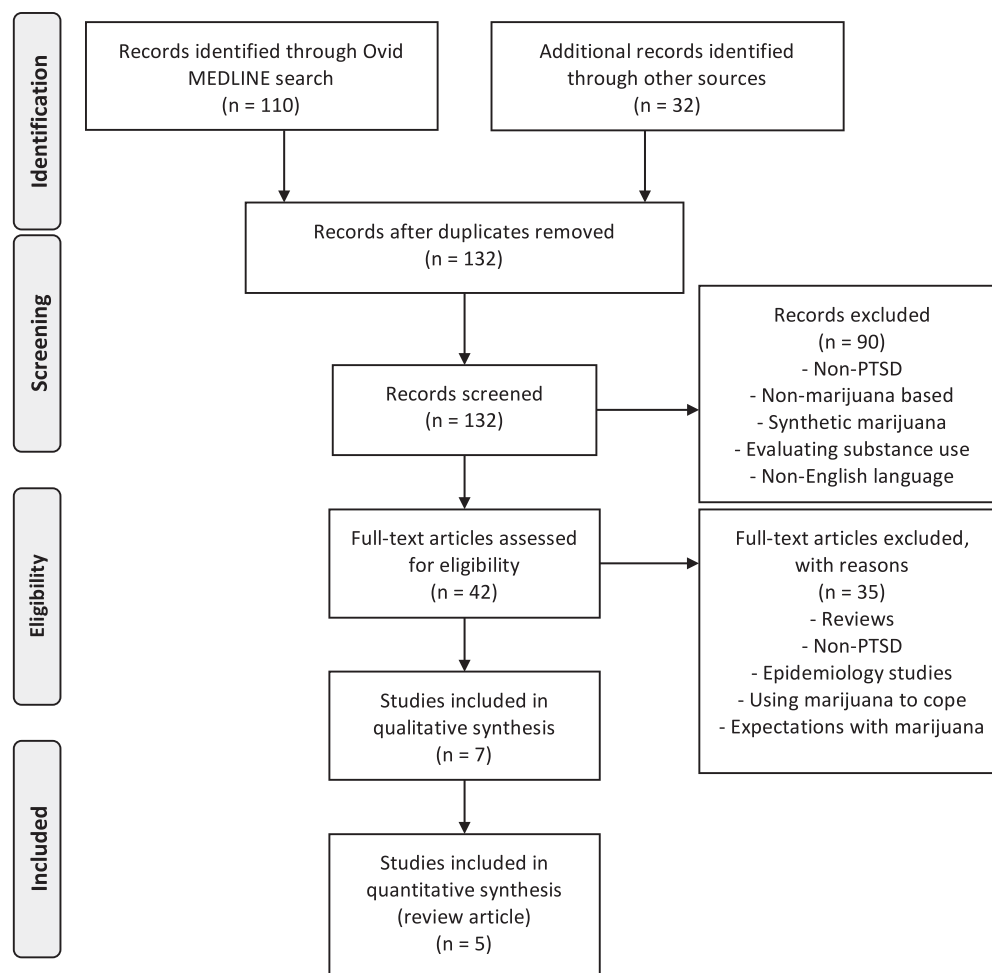 Identification
Records identified through Ovid
MEDLINE search
(n = 110)
Additional records identified
through other sources
(n = 32)
Records after duplicates removed
(n = 132)
Screening
Records screened
(n = 132)
Records excluded
(n = 90)
- Non-PTSD
- Non-marijuana based
- Synthetic marijuana
- Evaluating substance use
- Non-English language
Eligibility
Full-text articles assessed
for eligibility
(n = 42)
Full-text articles excluded,
with reasons
(n = 35)
- Reviews
- Non-PTSD
- Epidemiology studies
- Using marijuana to cope
- Expectations with marijuana
Studies included in
qualitative synthesis
(n = 7)
Included
Studies included in
quantitative synthesis
(review article)
(n = 5)